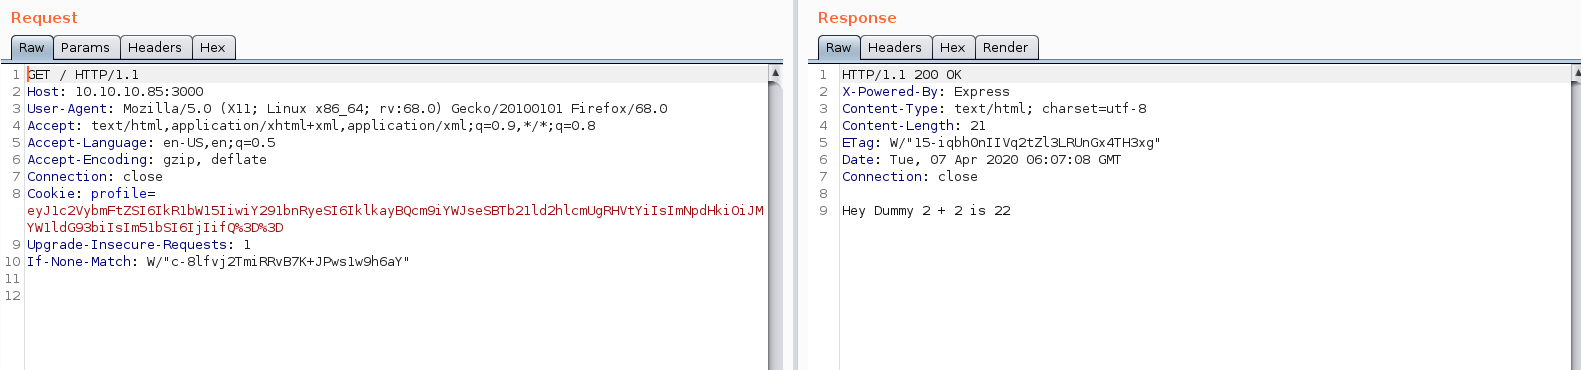 Request
Raw Params Headers Hex
1 GET / HTTP/1.1
2 Host: 10.10.10.85:3000
3 User-Agent: Mozilla/5.0 (X11; Linux x86_64; rv:68.0) Gecko/20100101 Firefox/68.0
4 Accept: text/html,application/xhtml+xml,application/xml;q=0.9,*/*;q=0.8
5 Accept-Language: en-US,en;q=0.5
6 Accept-Encoding: gzip, deflate
7 Connection: close
8 Cookie: profile=
eyJ1c2VybmFtZSI6IkR1bW15IiwiY291bnRyeSI6IklkayBQcm9iYWJseSBTb21ld2hlcmUgRHVtYiIsImNpdHkiOiJM
YW1ldG93biIsIm51bSI6IjIifQ%3D%3D
9 Upgrade-Insecure-Requests: 1
10 If-None-Match: W/"c-8lfvj2TmiRRvB7K+JPws1w9h6aY"
11
12
Response
Raw Headers Hex Render
1 HTTP/1.1 200 OK
2 X-Powered-By: Express
3 Content-Type: text/html; charset=utf-8
4 Content-Length: 21
5 ETag: W/"15-iqbh0nIIVq2tZl3LRUnGx4TH3xg"
6 Date: Tue, 07 Apr 2020 06:07:08 GMT
7 Connection: close
8
9 Hey Dummy 2 + 2 is 22